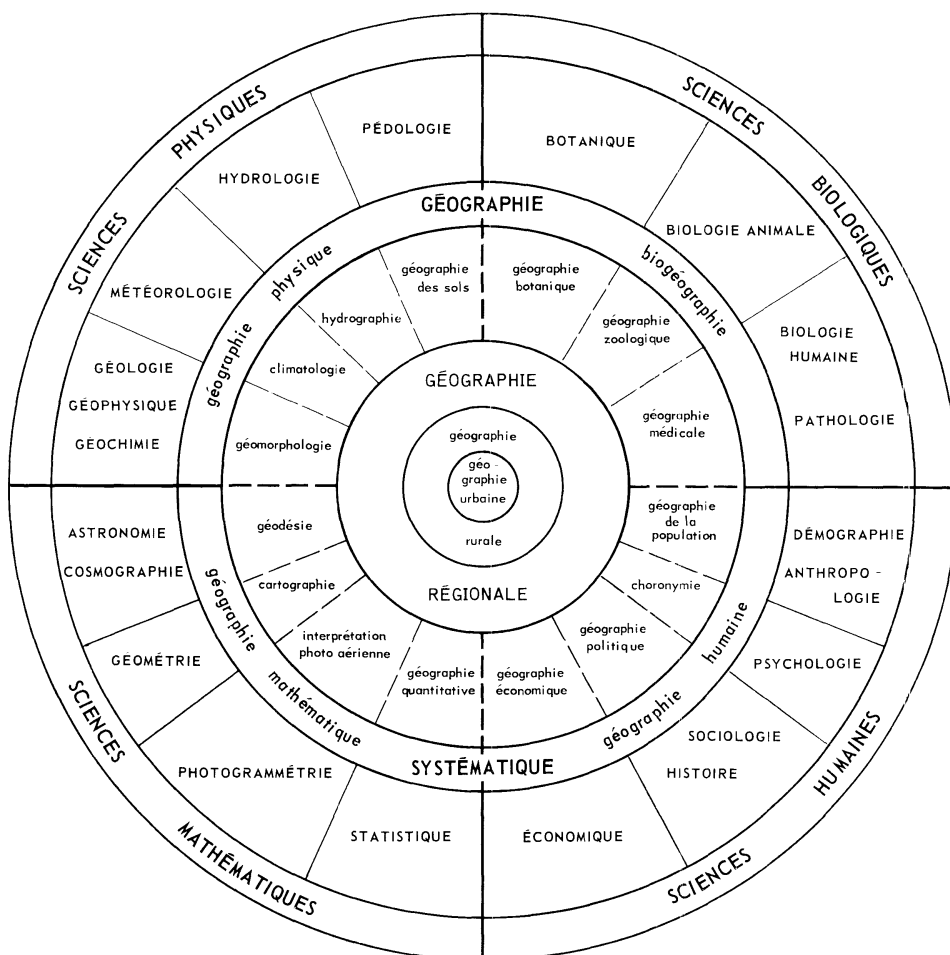 SCIENCES PHYSIQUES
SCIENCES BIOLOGIQUES
PÉDOLOGIE
HYDROLOGIE
MÉTÉOROLOGIE
GÉOLOGIE
GÉOPHYSIQUE
GÉOCHIMIE
BOTANIQUE
BIOLOGIE ANIMALE
BIOLOGIE
HUMAINE
PATHOLOGIE
GÉOGRAPHIE
géographie physique
biogéographie
géographie
des sols
hydrographie
climatologie
géomorphologie
géographie
botanique
géographie
zoologique
géographie
médicale
GÉOGRAPHIE
géographie
géo -
graphie
urbaine
rurale
RÉGIONALE
géodésie
cartographie
interprétation
photo aérienne
géographie
quantitative
géographie
de la
population
choronymie
géographie
politique
géographie
économique
géographie mathématique
géographie humaine
SYSTÉMATIQUE
ASTRONOMIE
COSMOGRAPHIE
GÉOMÉTRIE
PHOTOGRAMMÉTRIE
STATISTIQUE
DÉMOGRAPHIE
ANTHROPO -
LOGIE
PSYCHOLOGIE
SOCIOLOGIE
HISTOIRE
ÉCONOMIQUE
SCIENCES MATHÉMATIQUES
SCIENCES HUMAINES